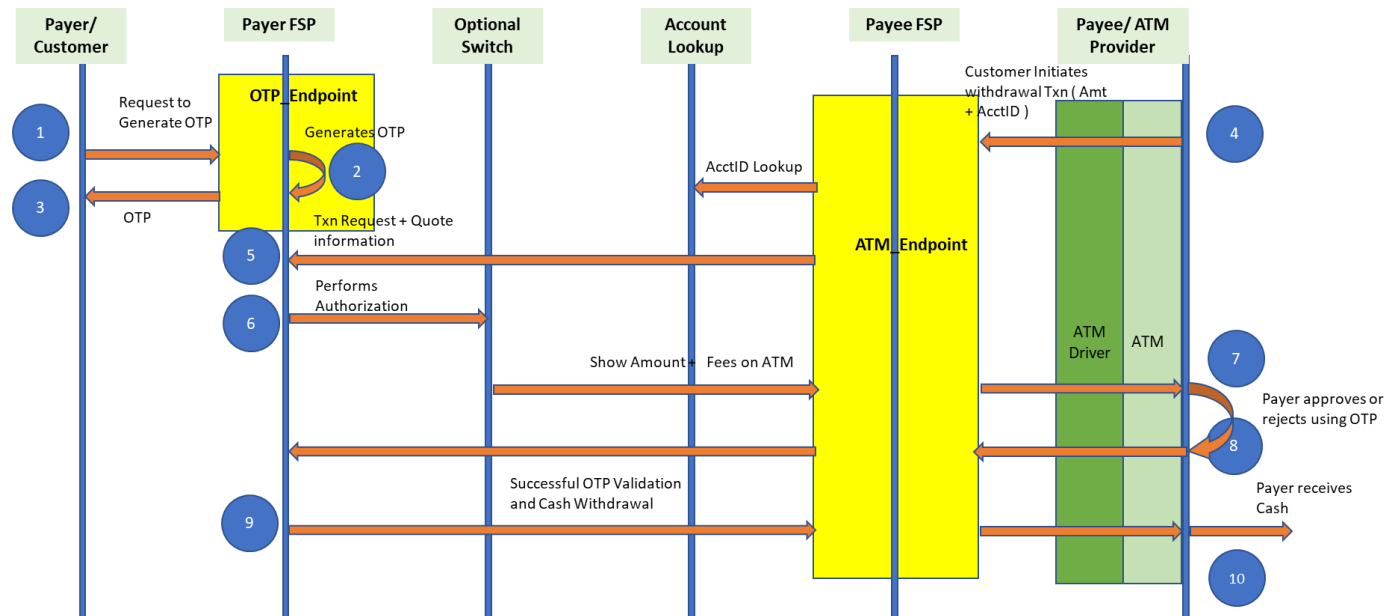 Payer/
Customer
Payer FSP
Optional
Switch
Account
Lookup
Payee FSP
Payee/ ATM
Provider
OTP_Endpoint
Customer Initiates
withdrawal Txn ( Amt
+ AcctID )
Request to
Generate OTP
1
Generates OTP
2
4
AcctID Lookup
3
OTP
Txn Request + Quote
information
5
ATM_Endpoint
Performs
Authorization
6
ATM
Driver
ATM
7
Show Amount + Fees on ATM
Payer approves or
rejects using OTP
8
Successful OTP Validation
and Cash Withdrawal
9
Payer receives
Cash
10